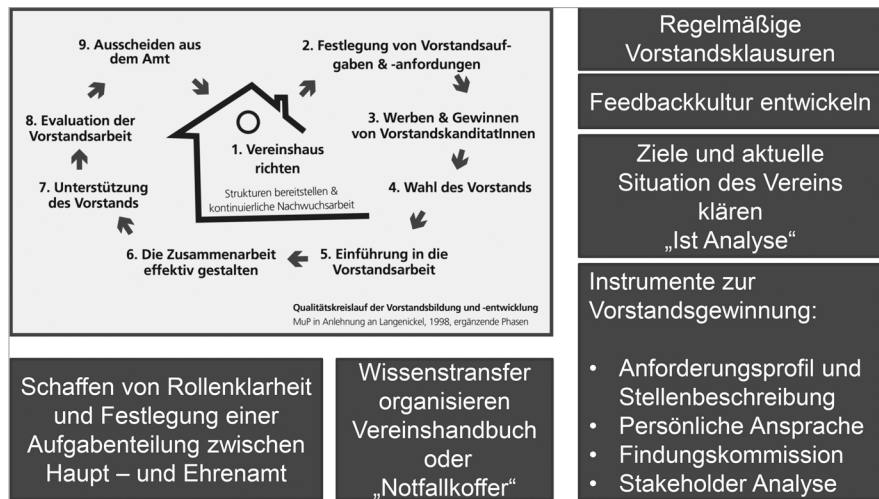 9. Ausscheiden aus
dem Amt
2. Festlegung von Vorstandsauf-
gaben & -anfordungen
8. Evaluation der
Vorstandsarbeit
3. Werben & Gewinnen
von VorstandskanditatInnen
1. Vereinshaus
richten
Strukturen bereitstellen &
kontinuierliche Nachwuchsarbeit
7. Unterstützung
des Vorstands
4. Wahl des Vorstands
6. Die Zusammenarbeit
effektiv gestalten
5. Einführung in die
Vorstandsarbeit
Qualitätskreislauf der Vorstandsbildung und -entwicklung
MuP in Anlehnung an Langenickel, 1998, ergänzende Phasen
Regelmäßige
Vorstandsklausuren
Feedbackkultur entwickeln
Ziele und aktuelle
Situation des Vereins
klären
„Ist Analyse“
Instrumente zur
Vorstandsgewinnung:
• Anforderungsprofil und
Stellenbeschreibung
• Persönliche Ansprache
• Findungskommission
• Stakeholder Analyse
Schaffen von Rollenklarheit
und Festlegung einer
Aufgabenteilung zwischen
Haupt – und Ehrenamt
Wissenstransfer
organisieren
Vereinshandbuch
oder
„Notfallkoffer“